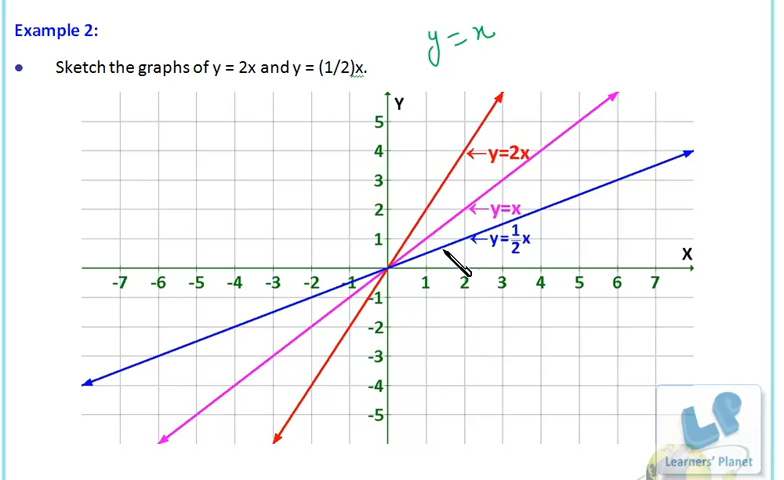 Example 2:
y = x
• Sketch the graphs of y = 2x and y = (1/2)x.
Y
5
4
3
2
1
←y=2x
←y=x
←y=1/2x
X
-7 -6 -5 -4 -3 -2 -1 1 2 3 4 5 6 7
-1
-2
-3
-4
-5
LP
Learners' Planet